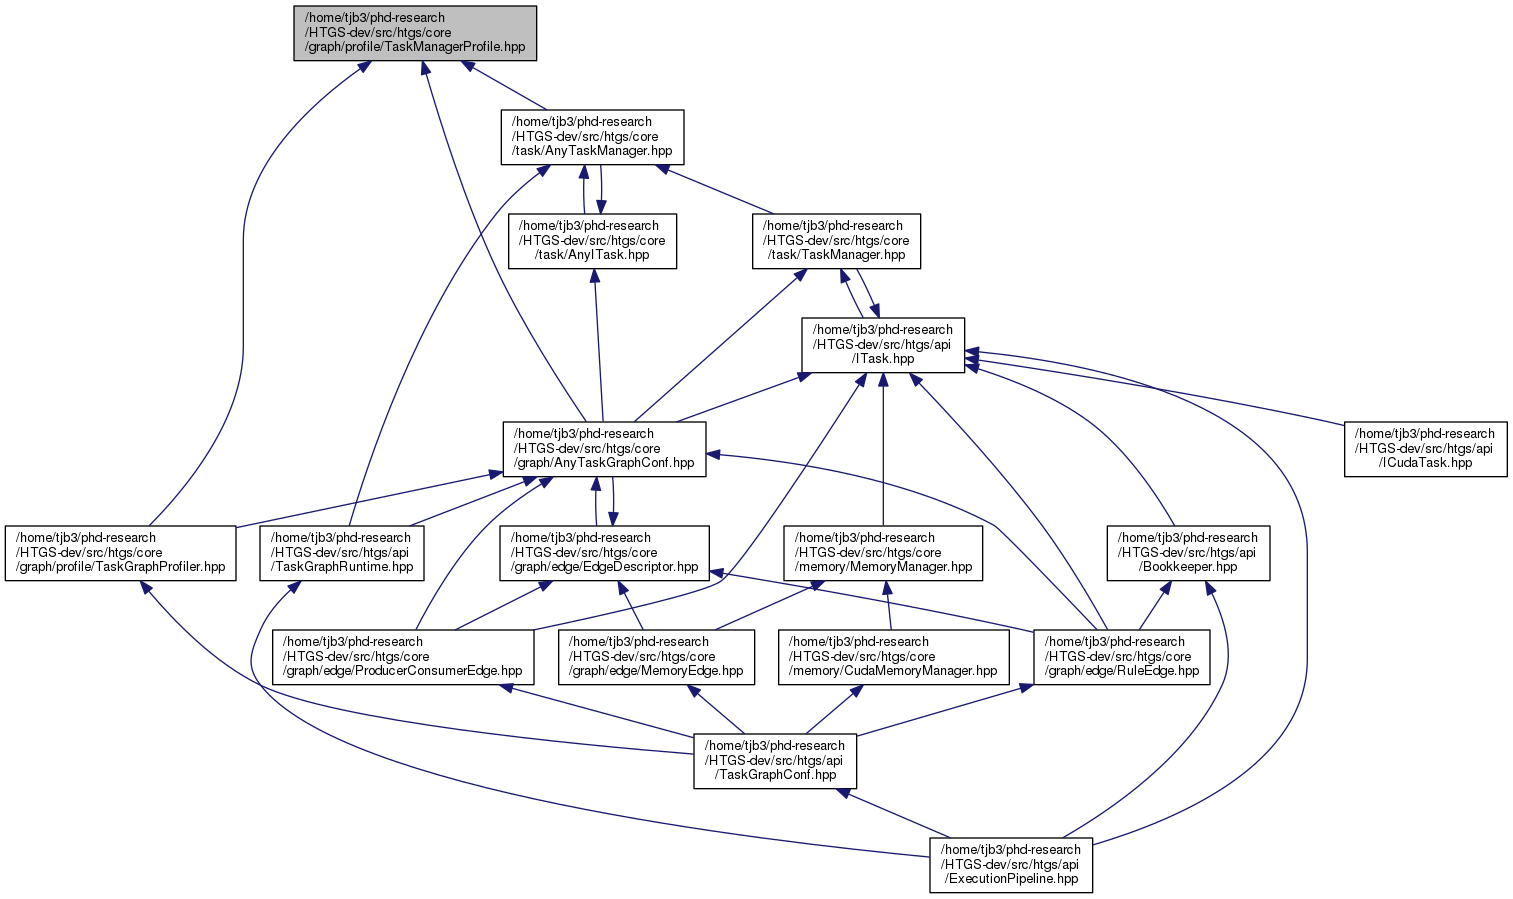 /home/tjb3/phd-research
/HTGS-dev/src/htgs/core
/graph/profile/TaskManagerProfile.hpp
/home/tjb3/phd-research
/HTGS-dev/src/htgs/core
/task/AnyTaskManager.hpp
/home/tjb3/phd-research
/HTGS-dev/src/htgs/core
/task/AnyITask.hpp
/home/tjb3/phd-research
/HTGS-dev/src/htgs/core
/task/TaskManager.hpp
/home/tjb3/phd-research
/HTGS-dev/src/htgs/api
/ITask.hpp
/home/tjb3/phd-research
/HTGS-dev/src/htgs/core
/graph/AnyTaskGraphConf.hpp
/home/tjb3/phd-research
/HTGS-dev/src/htgs/api
/ICudaTask.hpp
/home/tjb3/phd-research
/HTGS-dev/src/htgs/core
/graph/profile/TaskGraphProfiler.hpp
/home/tjb3/phd-research
/HTGS-dev/src/htgs/api
/TaskGraphRuntime.hpp
/home/tjb3/phd-research
/HTGS-dev/src/htgs/core
/graph/edge/EdgeDescriptor.hpp
/home/tjb3/phd-research
/HTGS-dev/src/htgs/core
/memory/MemoryManager.hpp
/home/tjb3/phd-research
/HTGS-dev/src/htgs/api
/Bookkeeper.hpp
/home/tjb3/phd-research
/HTGS-dev/src/htgs/core
/graph/edge/ProducerConsumerEdge.hpp
/home/tjb3/phd-research
/HTGS-dev/src/htgs/core
/graph/edge/MemoryEdge.hpp
/home/tjb3/phd-research
/HTGS-dev/src/htgs/core
/memory/CudaMemoryManager.hpp
/home/tjb3/phd-research
/HTGS-dev/src/htgs/core
/graph/edge/RuleEdge.hpp
/home/tjb3/phd-research
/HTGS-dev/src/htgs/api
/TaskGraphConf.hpp
/home/tjb3/phd-research
/HTGS-dev/src/htgs/api
/ExecutionPipeline.hpp